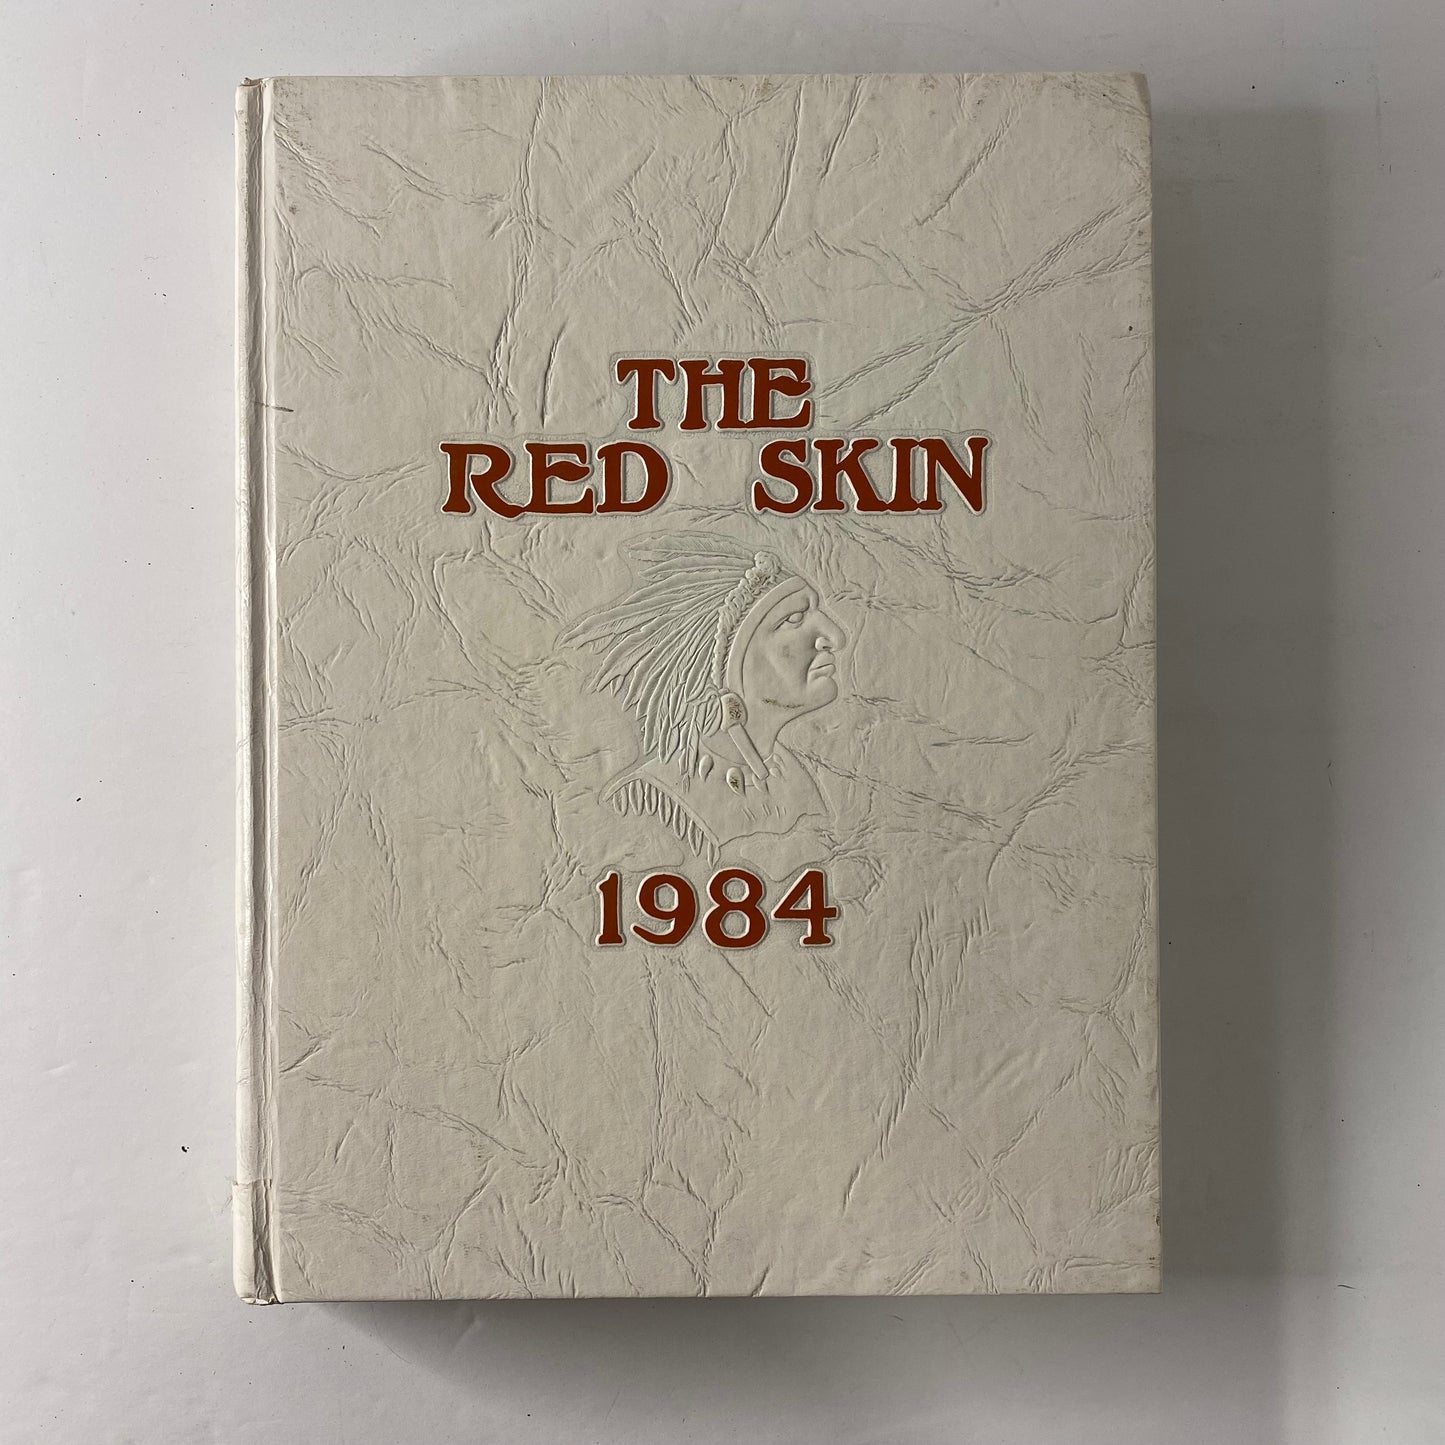 THE
RED SKIN
1984